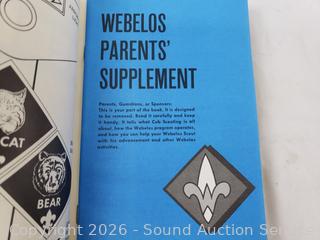 WEBELOS
PARENTS'
SUPPLEMENT
Parents, Guardians, or Sponsors:
This is your part of the book. It is designed
to be removed. Read it carefully and keep
it handy. It tells what Cub Scouting is all
about, how the Webelos program operates,
and how you can help your Webelos Scout
with his advancement and other Webelos
activities.
CAT
BEAR
W
Copyright 2026 - Sound Auction Service